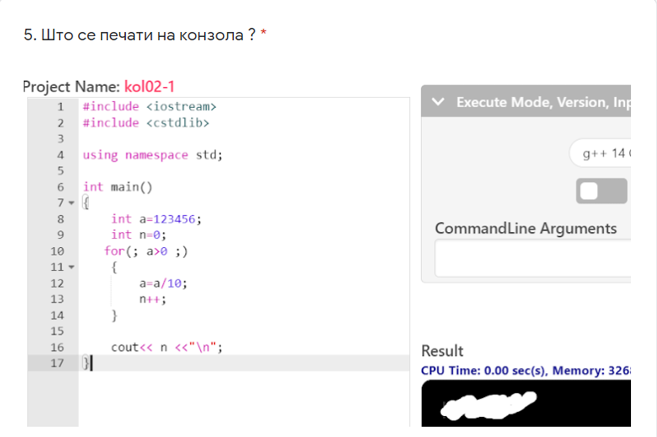 5. Што се печати на конзола ? *
Project Name: kol02-1
1 #include <iostream>
2 #include <cstdlib>
3
4 using namespace std;
5
6 int main()
7 {
8 int a=123456;
9 int n=0;
10 for(; a>0 ;)
11 {
12 a=a/10;
13 n++;
14 }
15
16 cout<< n <<"\n";
17 }
Execute Mode, Version, Inp
g++ 14
CommandLine Arguments
Result
CPU Time: 0.00 sec(s), Memory: 326